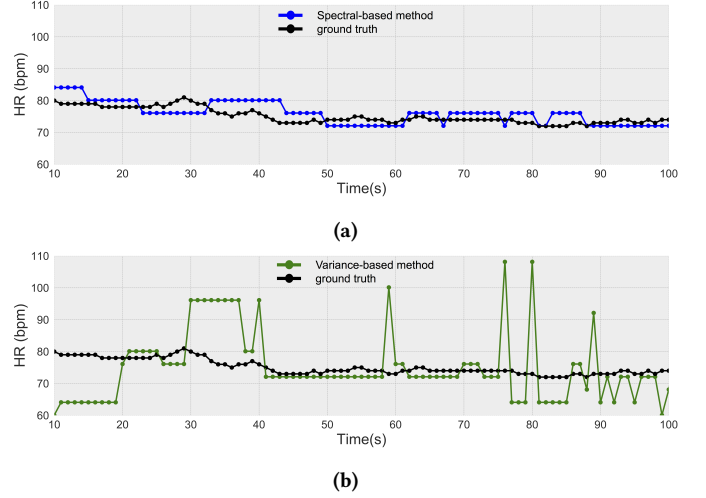 110
100
90
80
70
60
HR (bpm)
Spectral-based method
ground truth
10 20 30 40 50 60 70 80 90 100
Time(s)
(a)
110
100
90
80
70
60
HR (bpm)
Variance-based method
ground truth
10 20 30 40 50 60 70 80 90 100
Time(s)
(b)